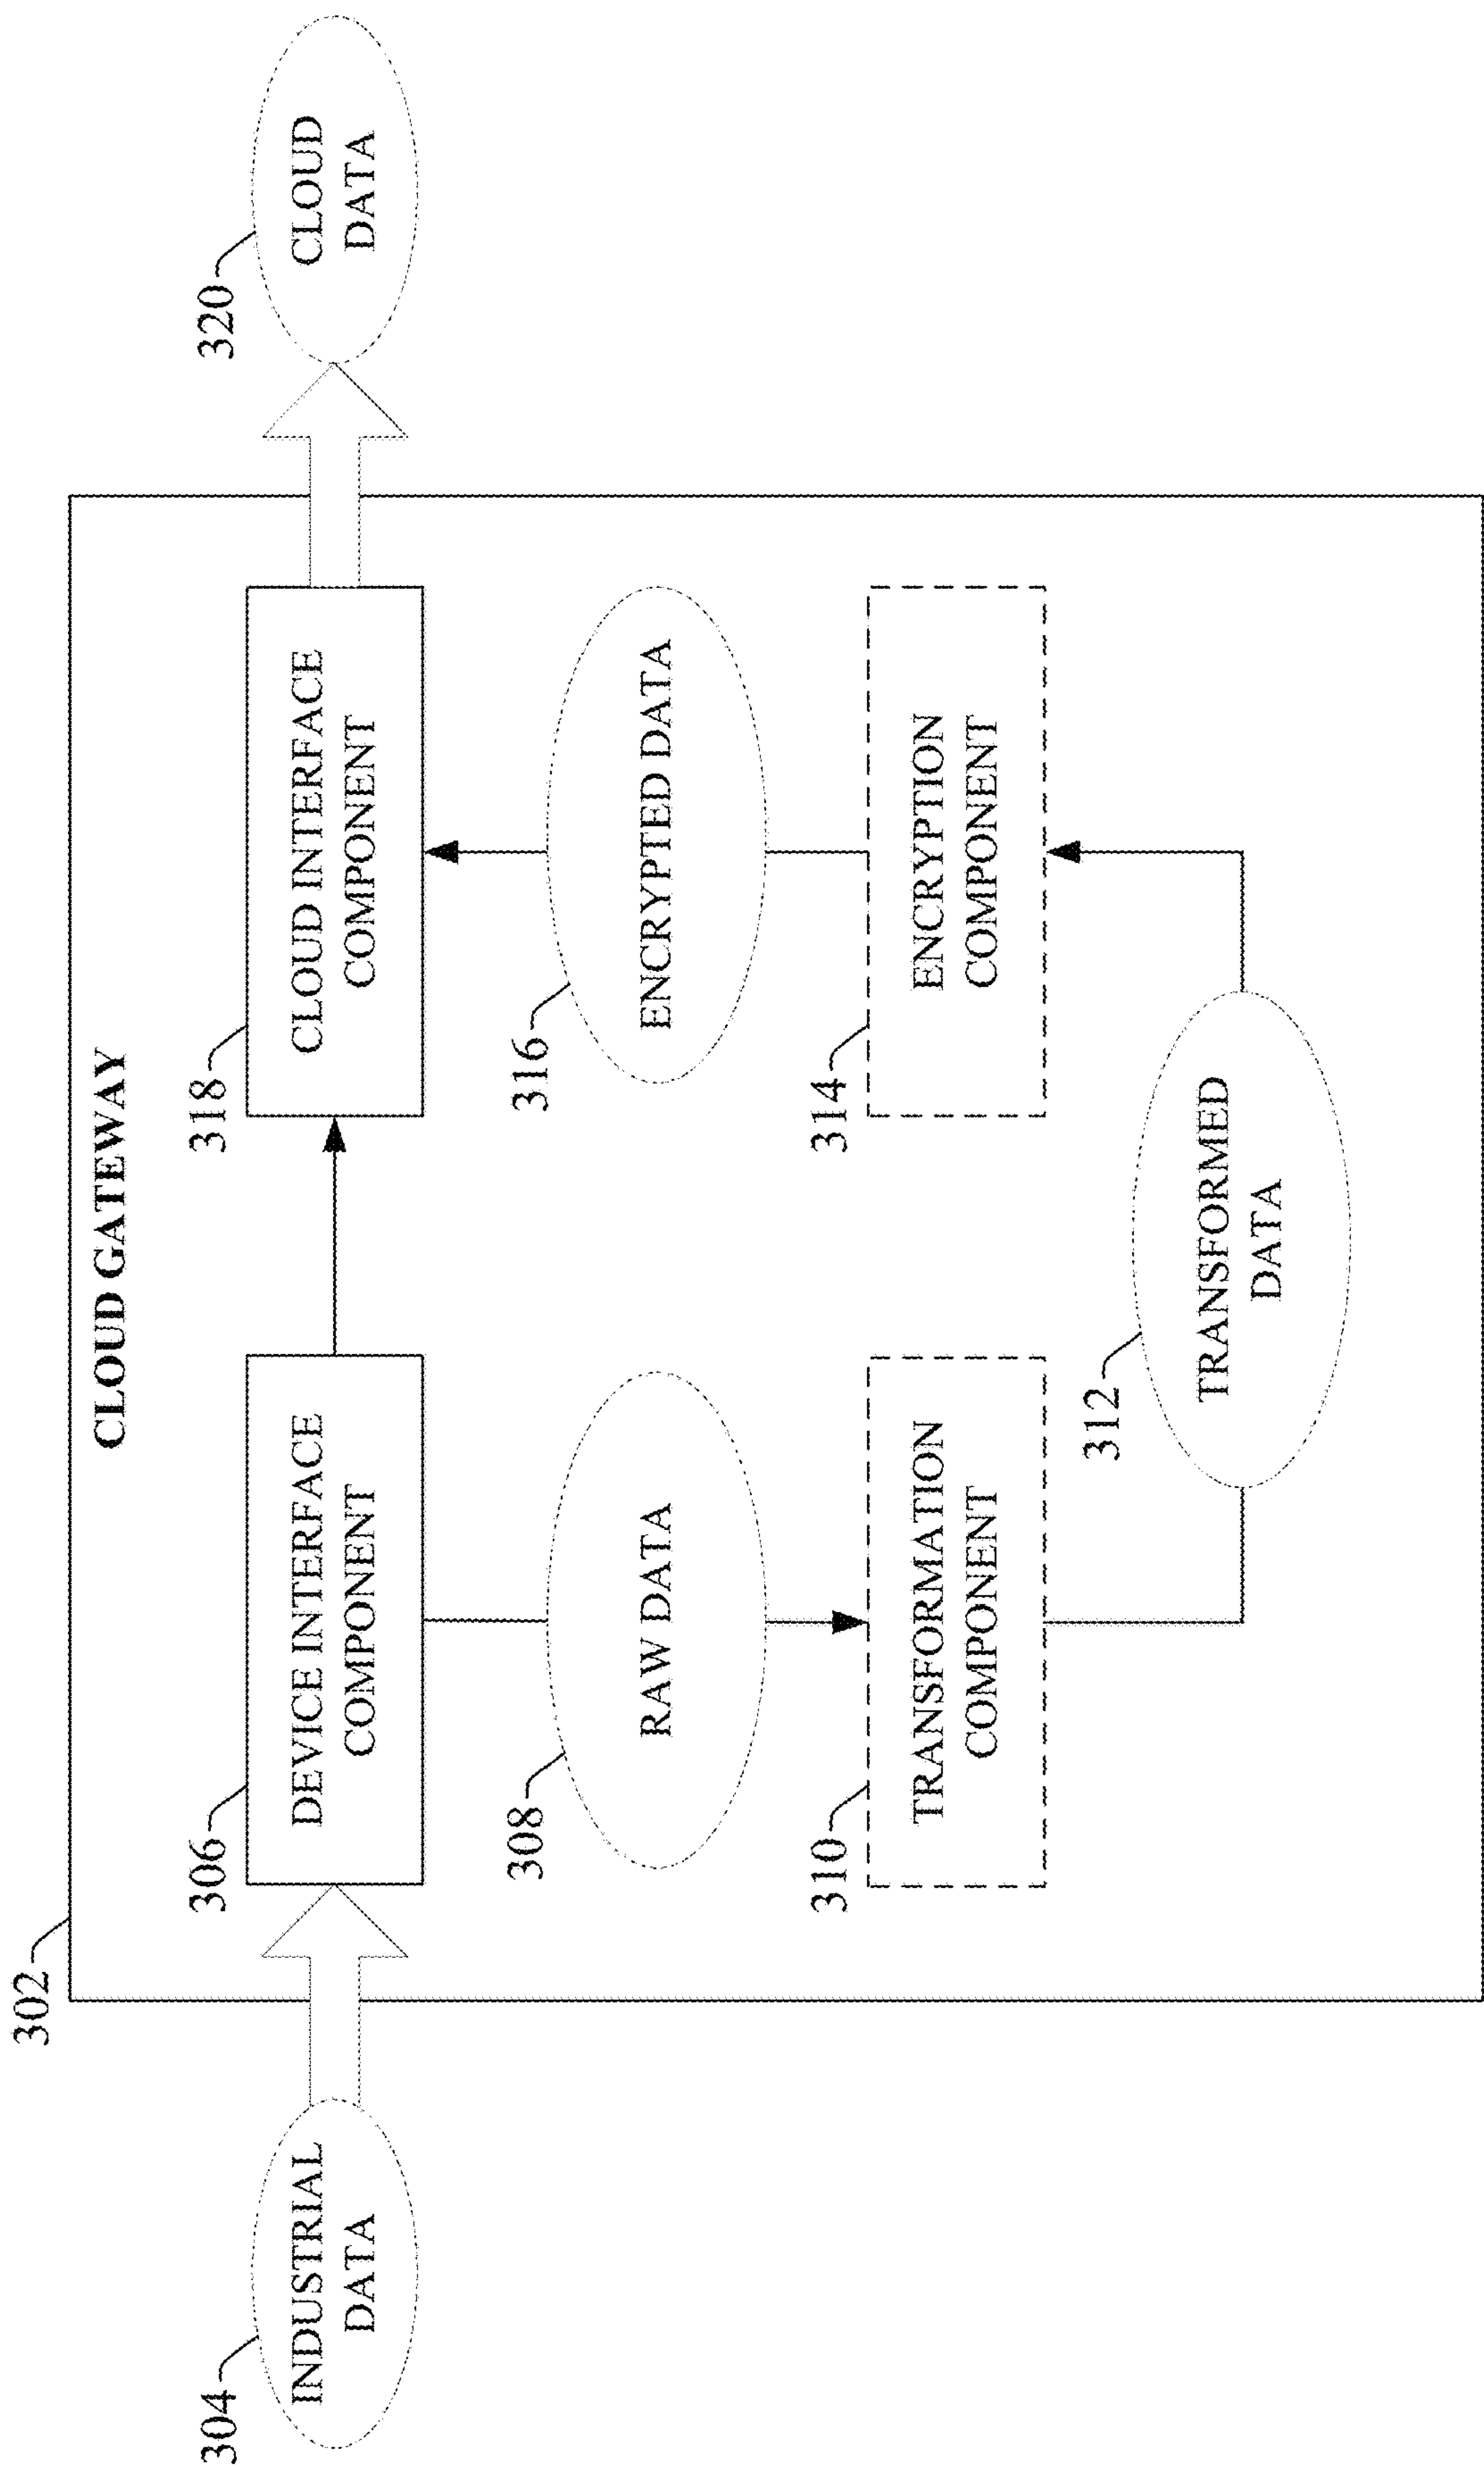 302
CLOUD GATEWAY
304
INDUSTRIAL
DATA
306
DEVICE INTERFACE
COMPONENT
318
CLOUD INTERFACE
COMPONENT
320
CLOUD
DATA
308
RAW DATA
316
ENCRYPTED DATA
310
TRANSFORMATION
COMPONENT
314
ENCRYPTION
COMPONENT
312
TRANSFORMED
DATA